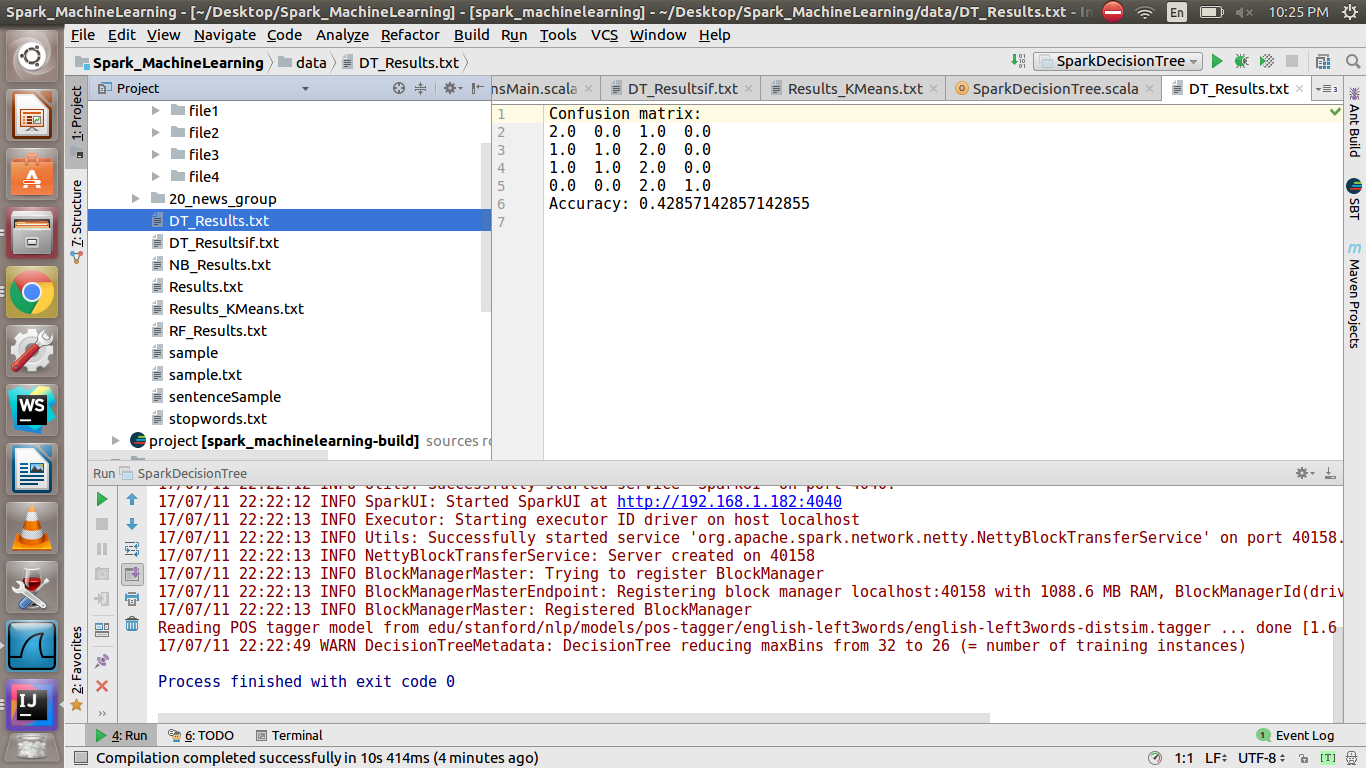 Spark_MachineLearning - [~/Desktop/Spark_MachineLearning] - [spark_machinelearning] - ~/Desktop/Spark_MachineLearning/data/DT_Results.txt - In
En
10:25 PM
File Edit View Navigate Code Analyze Refactor Build Run Tools VCS Window Help
Spark_MachineLearning data DT_Results.txt
SparkDecisionTree
Project
nsMain.scala DT_Resultsif.txt Results_KMeans.txt SparkDecisionTree.scala DT_Results.txt
1: Project
7: Structure
2: Favorites
file1
file2
file3
file4
20_news_group
DT_Results.txt
DT_Resultsif.txt
NB_Results.txt
Results.txt
Results_KMeans.txt
RF_Results.txt
sample
sample.txt
sentenceSample
stopwords.txt
project [spark_machinelearning-build] sources ro
1 Confusion matrix:
2 2.0 0.0 1.0 0.0
3 1.0 1.0 2.0 0.0
4 1.0 1.0 2.0 0.0
5 0.0 0.0 2.0 1.0
6 Accuracy: 0.42857142857142855
7
Ant Build
SBT
Maven Projects
Run SparkDecisionTree
17/07/11 22:22:12 INFO Utils: Successfully started service 'SparkUI' on port 4040.
17/07/11 22:22:12 INFO SparkUI: Started SparkUI at http://192.168.1.182:4040
17/07/11 22:22:13 INFO Executor: Starting executor ID driver on host localhost
17/07/11 22:22:13 INFO Utils: Successfully started service 'org.apache.spark.network.netty.NettyBlockTransferService' on port 40158.
17/07/11 22:22:13 INFO NettyBlockTransferService: Server created on 40158
17/07/11 22:22:13 INFO BlockManagerMaster: Trying to register BlockManager
17/07/11 22:22:13 INFO BlockManagerMasterEndpoint: Registering block manager localhost:40158 with 1088.6 MB RAM, BlockManagerId(driv
17/07/11 22:22:13 INFO BlockManagerMaster: Registered BlockManager
Reading POS tagger model from edu/stanford/nlp/models/pos-tagger/english-left3words/english-left3words-distsim.tagger ... done [1.6
17/07/11 22:22:49 WARN DecisionTreeMetadata: DecisionTree reducing maxBins from 32 to 26 (= number of training instances)
Process finished with exit code 0
WS
IJ
4: Run 6: TODO Terminal
1 Event Log
Compilation completed successfully in 10s 414ms (4 minutes ago)
1:1 LF UTF-8 [T]